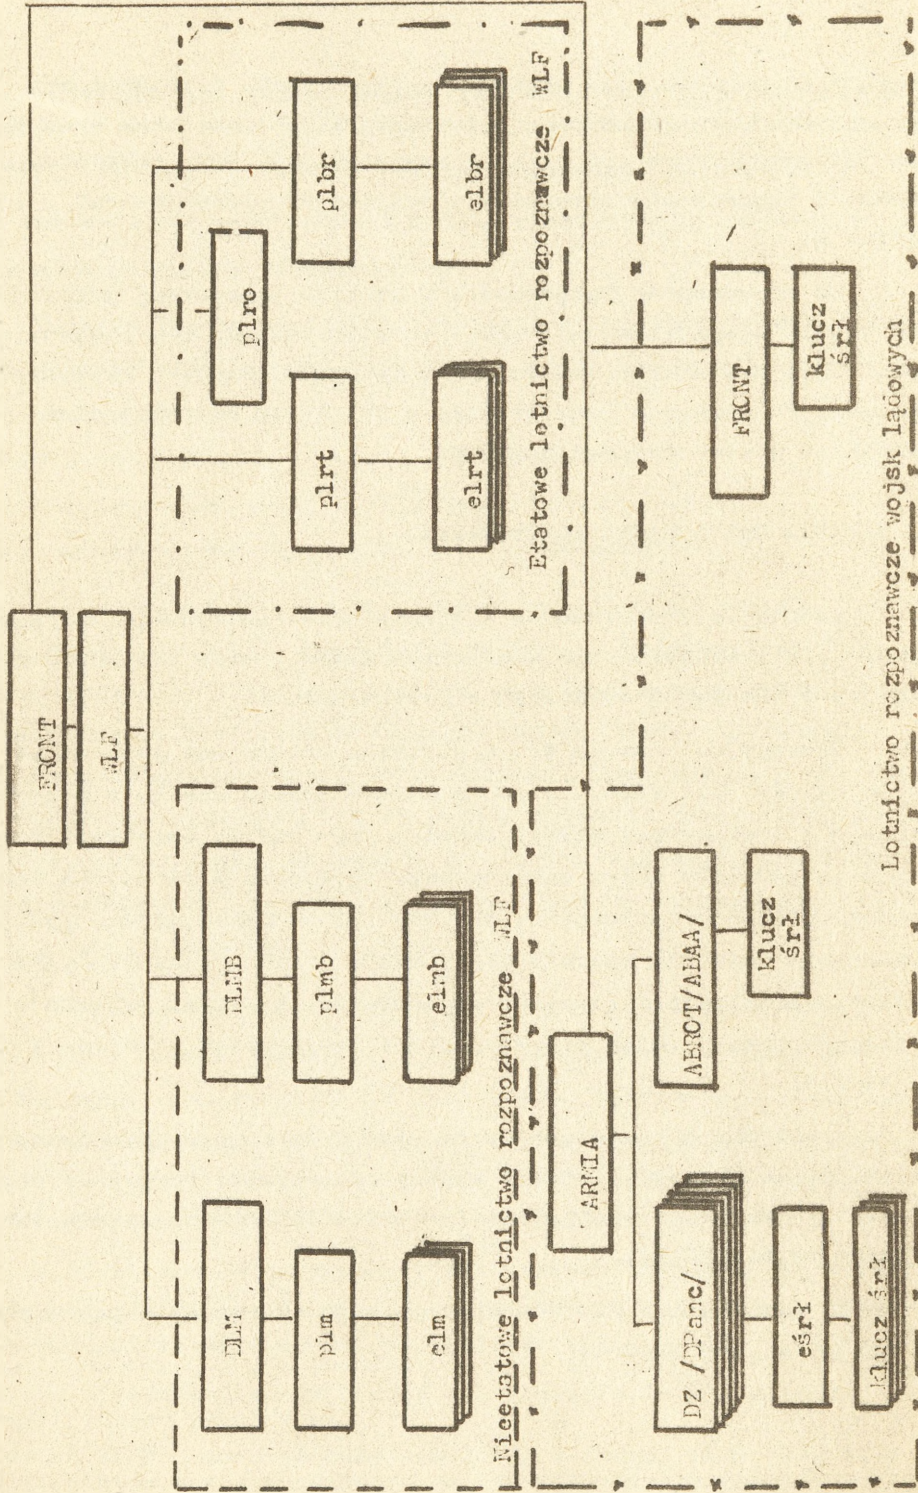 FRONT
WLF
DLM
plm
elm
DLMB
plmb
elmb
Nieetatowe lotnictwo rozpoznawcze WLF
plrt
elrt
plro
plbr
elbr
Etatowe lotnictwo rozpoznawcze WLF
ARMIA
DZ /DPanc/
eśrł
klucz śrł
ABROT/ABAA/
klucz
śrł
FRONT
klucz
śrł
Lotnictwo rozpoznawcze wojsk lądowych